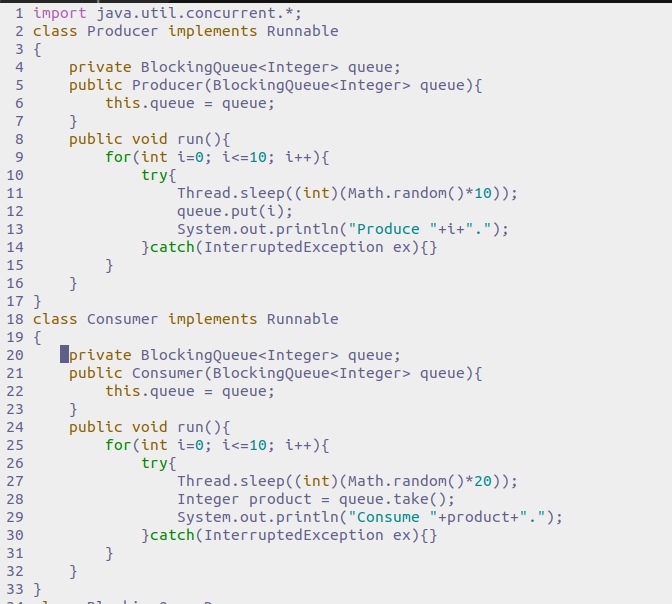 1 import java.util.concurrent.*;
2 class Producer implements Runnable
3 {
4     private BlockingQueue<Integer> queue;
5     public Producer(BlockingQueue<Integer> queue){
6         this.queue = queue;
7     }
8     public void run(){
9         for(int i=0; i<=10; i++){
10             try{
11                 Thread.sleep((int)(Math.random()*10));
12                 queue.put(i);
13                 System.out.println("Produce "+i+".");
14             }catch(InterruptedException ex){}
15         }
16     }
17 }
18 class Consumer implements Runnable
19 {
20     private BlockingQueue<Integer> queue;
21     public Consumer(BlockingQueue<Integer> queue){
22         this.queue = queue;
23     }
24     public void run(){
25         for(int i=0; i<=10; i++){
26             try{
27                 Thread.sleep((int)(Math.random()*20));
28                 Integer product = queue.take();
29                 System.out.println("Consume "+product+".");
30             }catch(InterruptedException ex){}
31         }
32     }
33 }